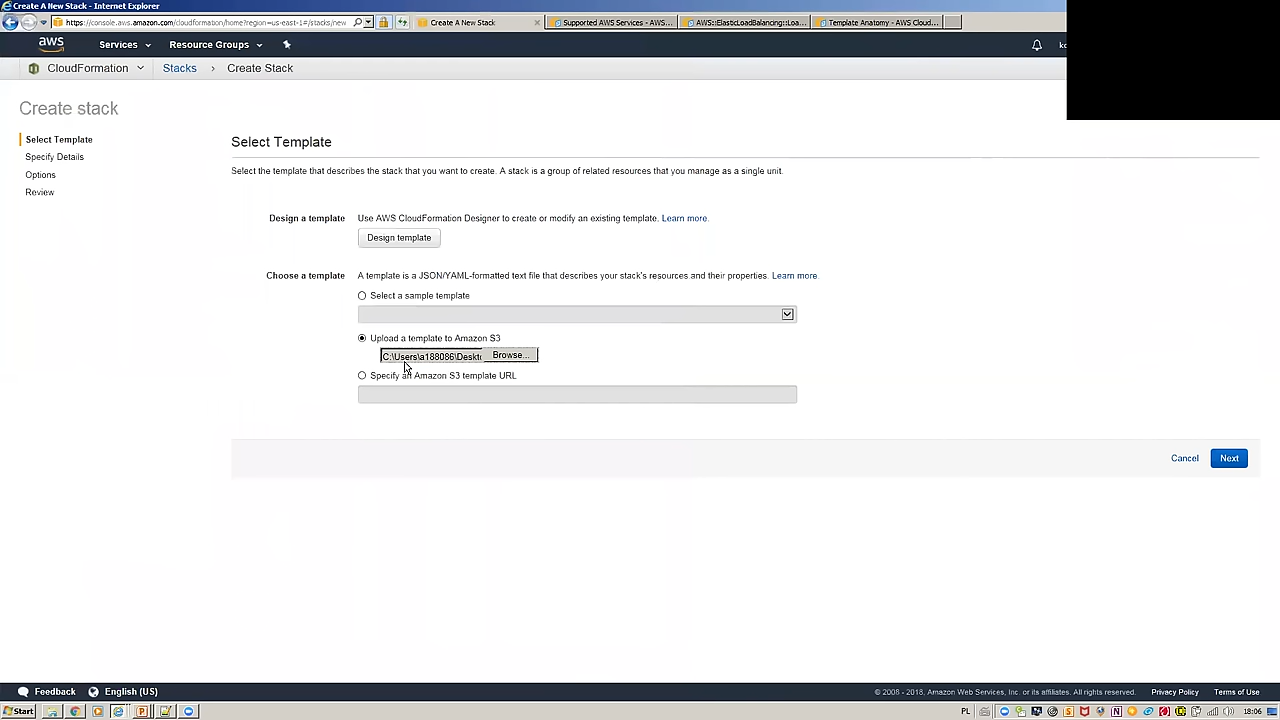 Create A New Stack - Internet Explorer
https://console.aws.amazon.com/cloudformation/home?region=us-east-1#/stacks/new
Create A New Stack
Supported AWS Services - AWS...
AWS::ElasticLoadBalancing::Loa...
Template Anatomy - AWS Cloud...
aws
Services
Resource Groups
CloudFormation
Stacks
Create Stack
Create stack
Select Template
Specify Details
Options
Review
Select Template
Select the template that describes the stack that you want to create. A stack is a group of related resources that you manage as a single unit.
Design a template
Use AWS CloudFormation Designer to create or modify an existing template. Learn more.
Design template
Choose a template
A template is a JSON/YAML-formatted text file that describes your stack's resources and their properties. Learn more.
Select a sample template
Upload a template to Amazon S3
C:\Users\a188086\Deskto
Browse...
Specify an Amazon S3 template URL
Cancel
Next
Feedback
English (US)
© 2008 - 2018, Amazon Web Services, Inc. or its affiliates. All rights reserved.
Privacy Policy
Terms of Use
Start
PL
18:06